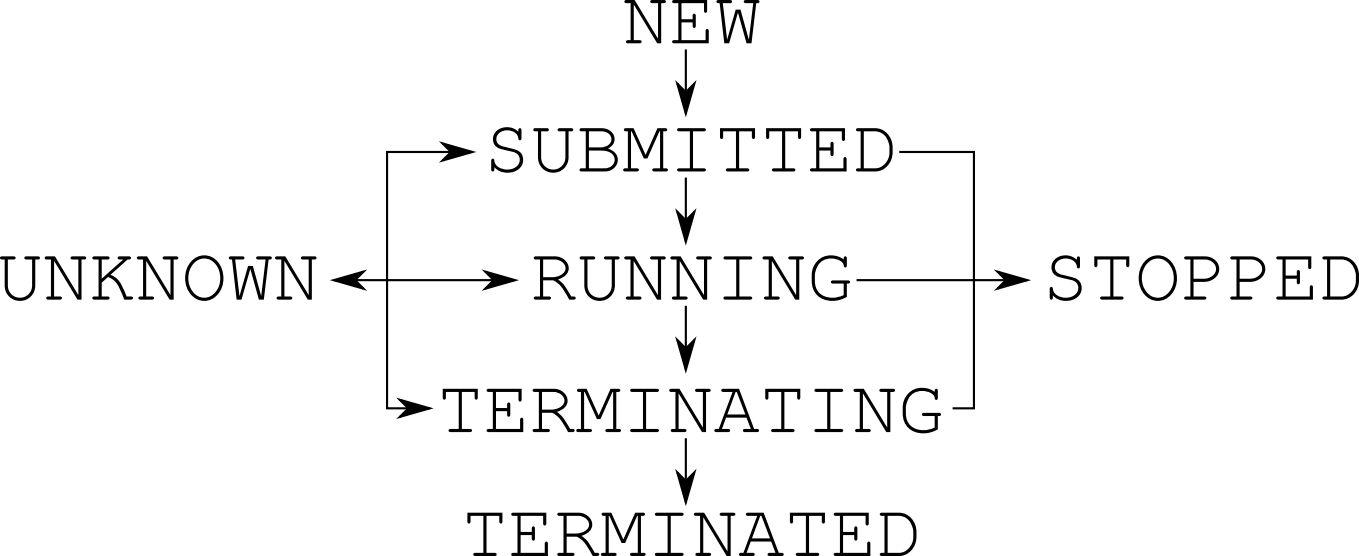 NEW
SUBMITTED
UNKNOWN RUNNING STOPPED
TERMINATING
TERMINATED